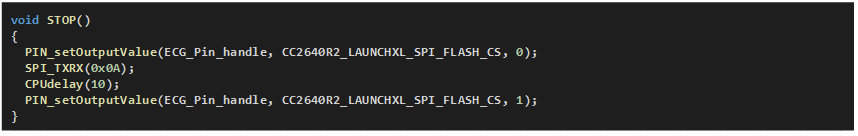 void STOP()
{
  PIN_setOutputValue(ECG_Pin_handle, CC2640R2_LAUNCHXL_SPI_FLASH_CS, 0);
  SPI_TXRX(0x0A);
  CPUdelay(10);
  PIN_setOutputValue(ECG_Pin_handle, CC2640R2_LAUNCHXL_SPI_FLASH_CS, 1);
}